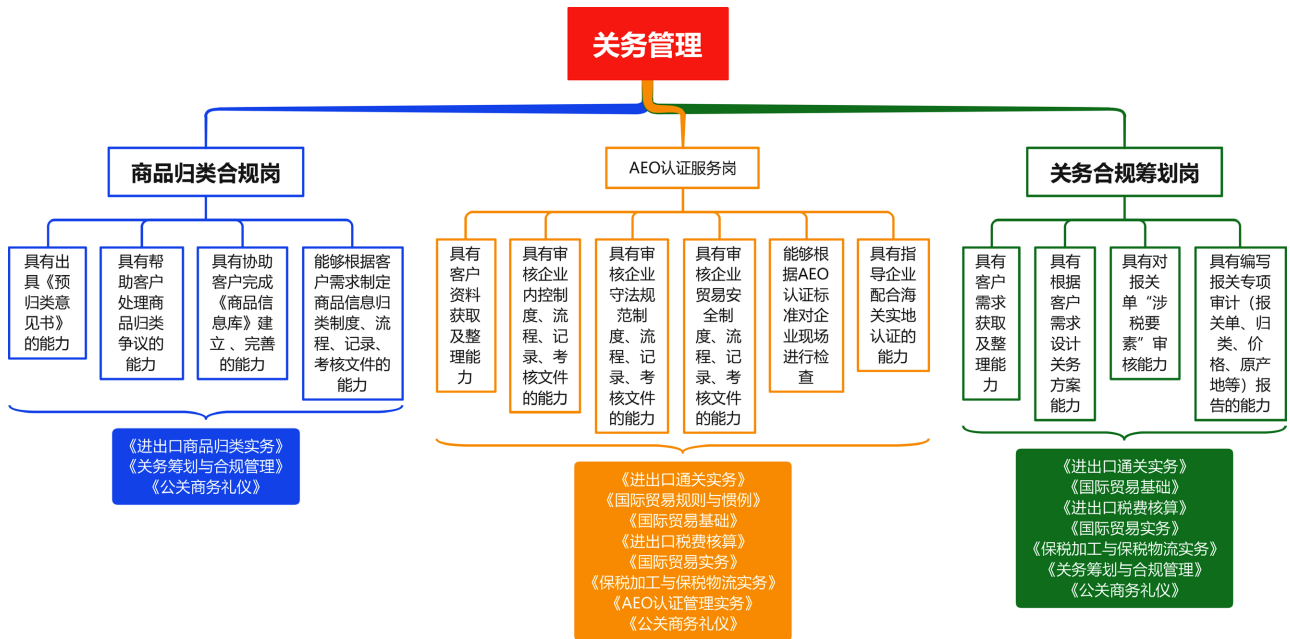 关务管理
商品归类合规岗
AEO认证服务岗
关务合规筹划岗
具有出
具《预
归类意
见书》
的能力
具有帮
助客户
处理商
品归类
争议的
能力
具有协助
客户完成
《商品信
息库》建
立 、完善
的能力
能够根据客
户需求制定
商品信息归
类制度、流
程、记录、
考核文件的
能力
具有
客户
资料
获取
及整
理能
力
具有审
核企业
内控制
度、流
程、记
录、考
核文件
的能力
具有审
核企业
守法规
范制
度、流
程、记
录、考
核文件
的能力
具有审
核企业
贸易安
全制
度、流
程、记
录、考
核文件
的能力
能够根
据AEO
认证标
准对企
业现场
进行检
查
具有指
导企业
配合海
关实地
认证的
能力
具有
客户
需求
获取
及整
理能
力
具有
根据
客户
需求
设计
关务
方案
能力
具有对
报关
单“涉
税要
素”审
核能力
具有编写
报关专项
审计（报
关单、归
类、价
格、原产
地等）报
告的能力
《进出口商品归类实务》
《关务筹划与合规管理》
《公关商务礼仪》
《进出口通关实务》
《国际贸易规则与惯例》
《国际贸易基础》
《进出口税费核算》
《国际贸易实务》
《保税加工与保税物流实务》
《AEO认证管理实务》
《公关商务礼仪》
《进出口通关实务》
《国际贸易基础》
《进出口税费核算》
《国际贸易实务》
《保税加工与保税物流实务》
《关务筹划与合规管理》
《公关商务礼仪》